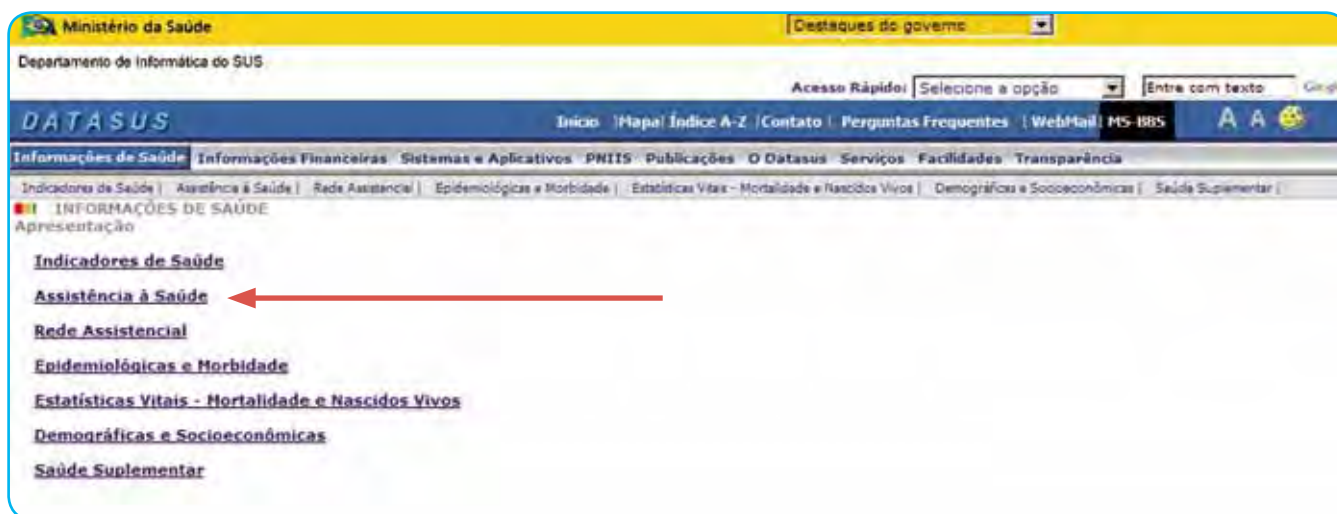 Ministério da Saúde
Destaques do governo
Departamento de Informática do SUS
Acesso Rápido: Selecione a opção Entre com texto
DATASUS
Início |Mapa| Índice A-Z |Contato | Perguntas Frequentes | WebMail| MS-BBS A A
Informações de Saúde Informações Financeiras Sistemas e Aplicativos PNIIS Publicações O Datasus Serviços Facilidades Transparência
Indicadores de Saúde | Assistência à Saúde | Rede Assistencial | Epidemiológicas e Morbidade | Estatísticas Vitais - Mortalidade e Nascidos Vivos | Demográficas e Socioeconômicas | Saúde Suplementar |
INFORMAÇÕES DE SAÚDE
Apresentação
Indicadores de Saúde
Assistência à Saúde
Rede Assistencial
Epidemiológicas e Morbidade
Estatísticas Vitais - Mortalidade e Nascidos Vivos
Demográficas e Socioeconômicas
Saúde Suplementar